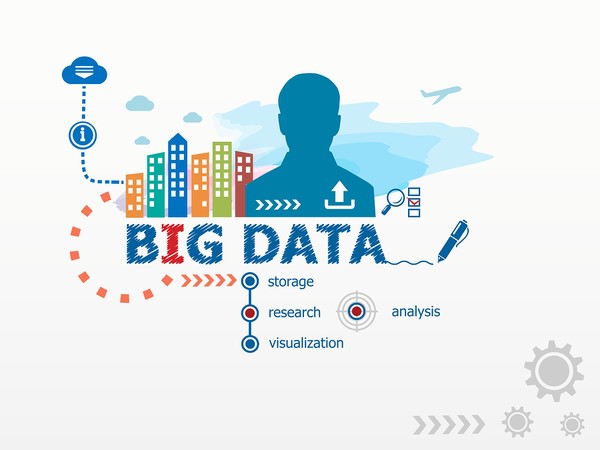 i
BIG DATA
storage
research
analysis
visualization